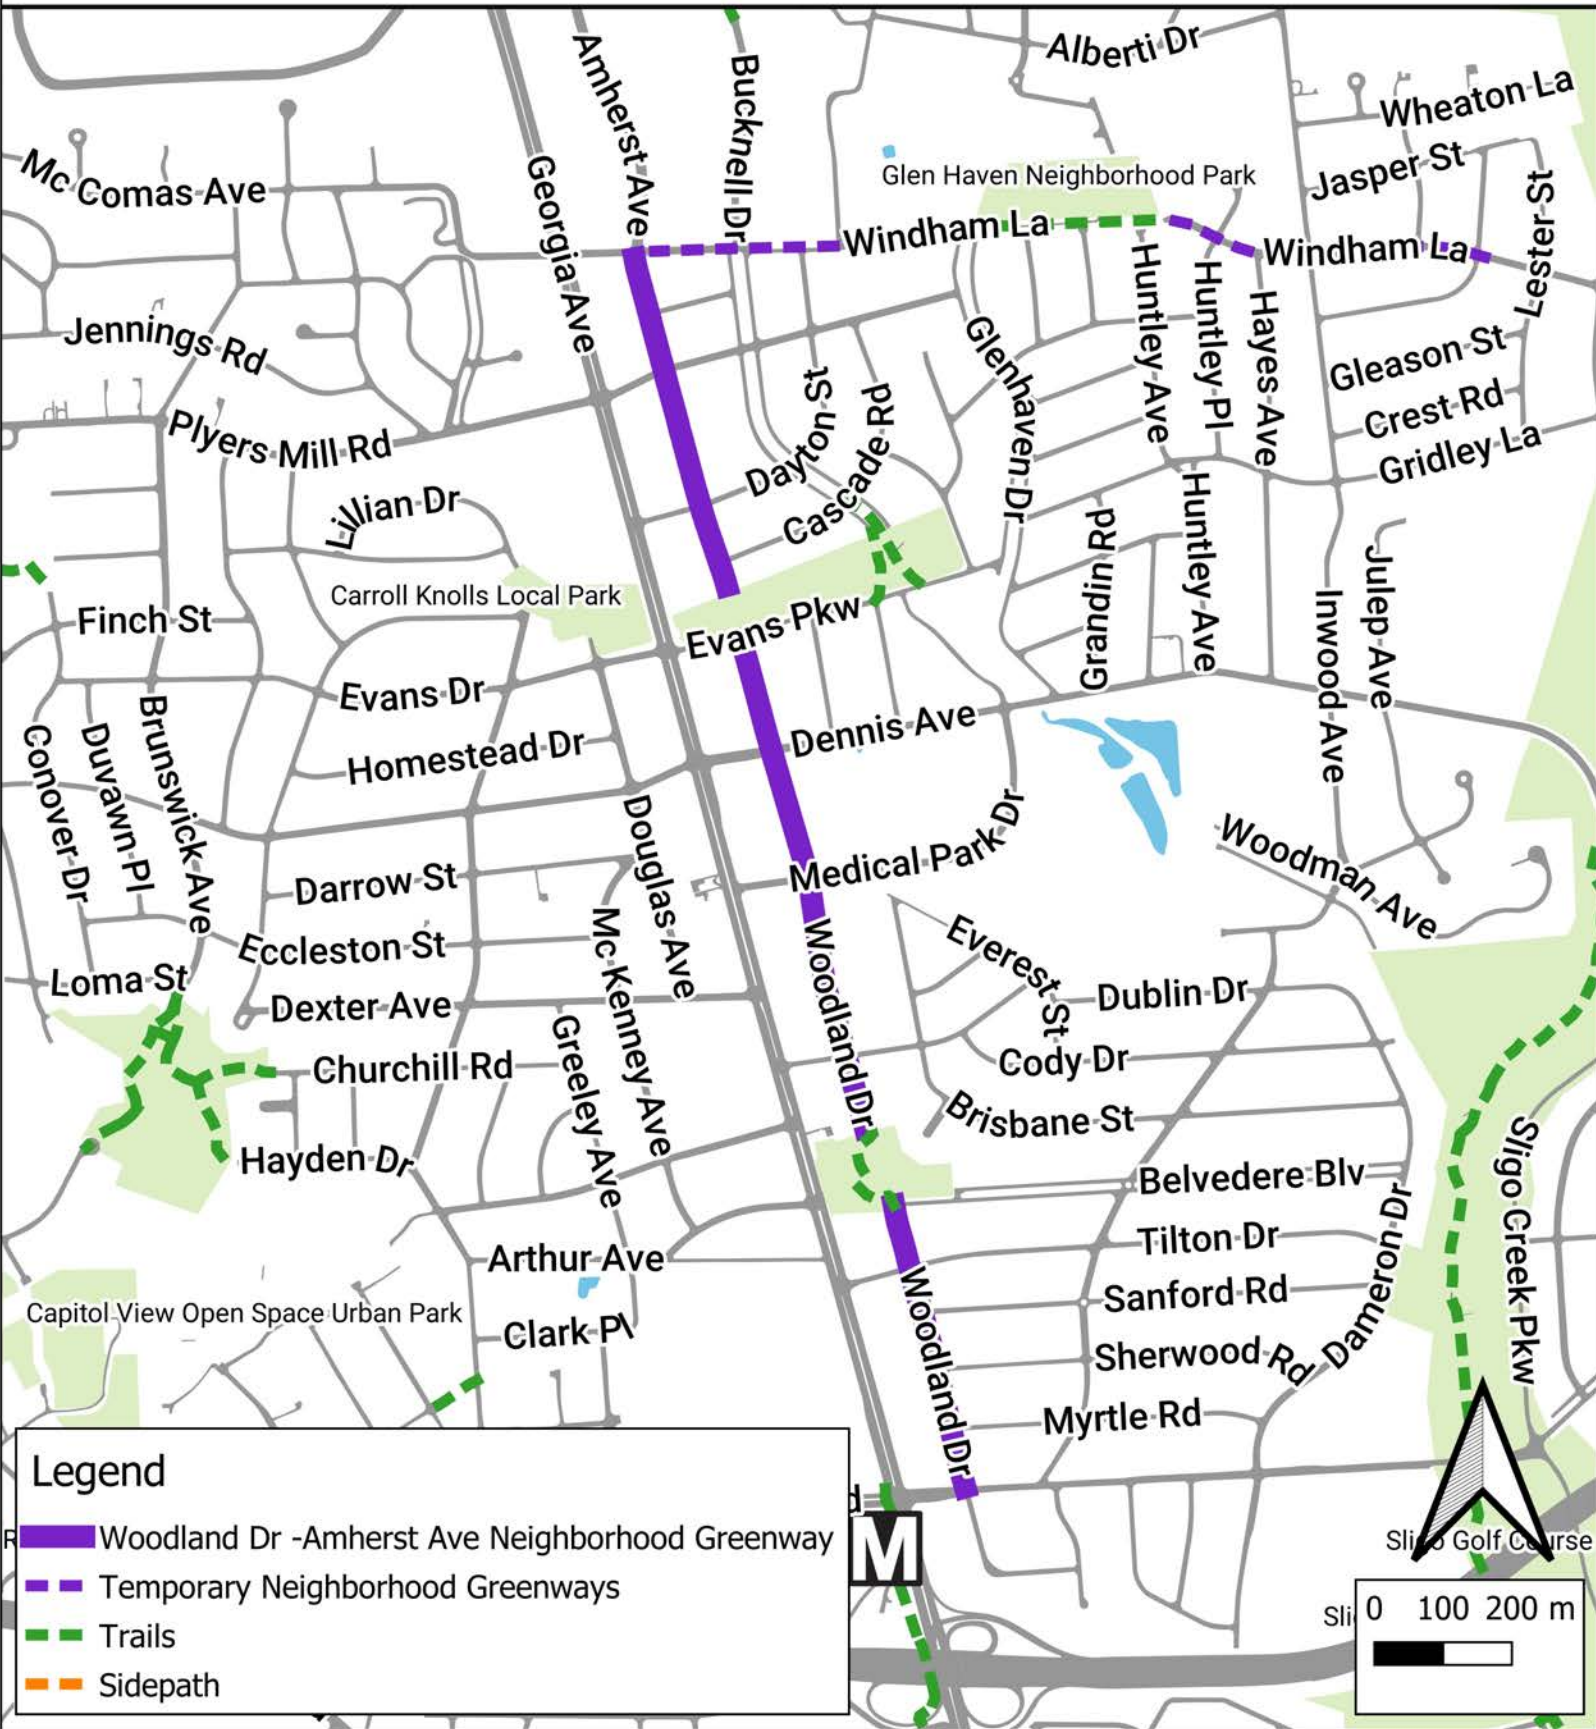 Alberti Dr
Amherst Ave
Bucknell Dr
Wheaton La
Georgia Ave
Jasper St
Mc Comas Ave
Glen Haven Neighborhood Park
Lester St
Windham La
Windham La
Huntley Ave
Huntley Pl
Hayes Ave
Jennings Rd
Glenhaven Dr
Gleason St
Dayton St
Cascade Rd
Crest Rd
Plyers Mill Rd
Gridley La
Lillian Dr
Huntley Ave
Grandin Rd
Julep Ave
Inwood Ave
Carroll Knolls Local Park
Finch St
Evans Pkw
Evans Dr
Brunswick Ave
Conover Dr
Duvawn Pl
Dennis Ave
Homestead Dr
Douglas Ave
Medical Park Dr
Woodman Ave
Darrow St
Mc Kenney Ave
Eccleston St
Woodland Dr
Everest St
Loma St
Dexter Ave
Dublin Dr
Greeley Ave
Churchill Rd
Cody Dr
Brisbane St
Sligo Creek Pkw
Hayden Dr
Belvedere Blv
Dameron Dr
Arthur Ave
Tilton Dr
Woodland Dr
Sanford Rd
Capitol View Open Space Urban Park
Clark Pl
Sherwood Rd
Myrtle Rd
Legend
d
R
Woodland Dr -Amherst Ave Neighborhood Greenway
M
Sligo Golf Course
Temporary Neighborhood Greenways
Sli
0 100 200 m
Trails
Sidepath